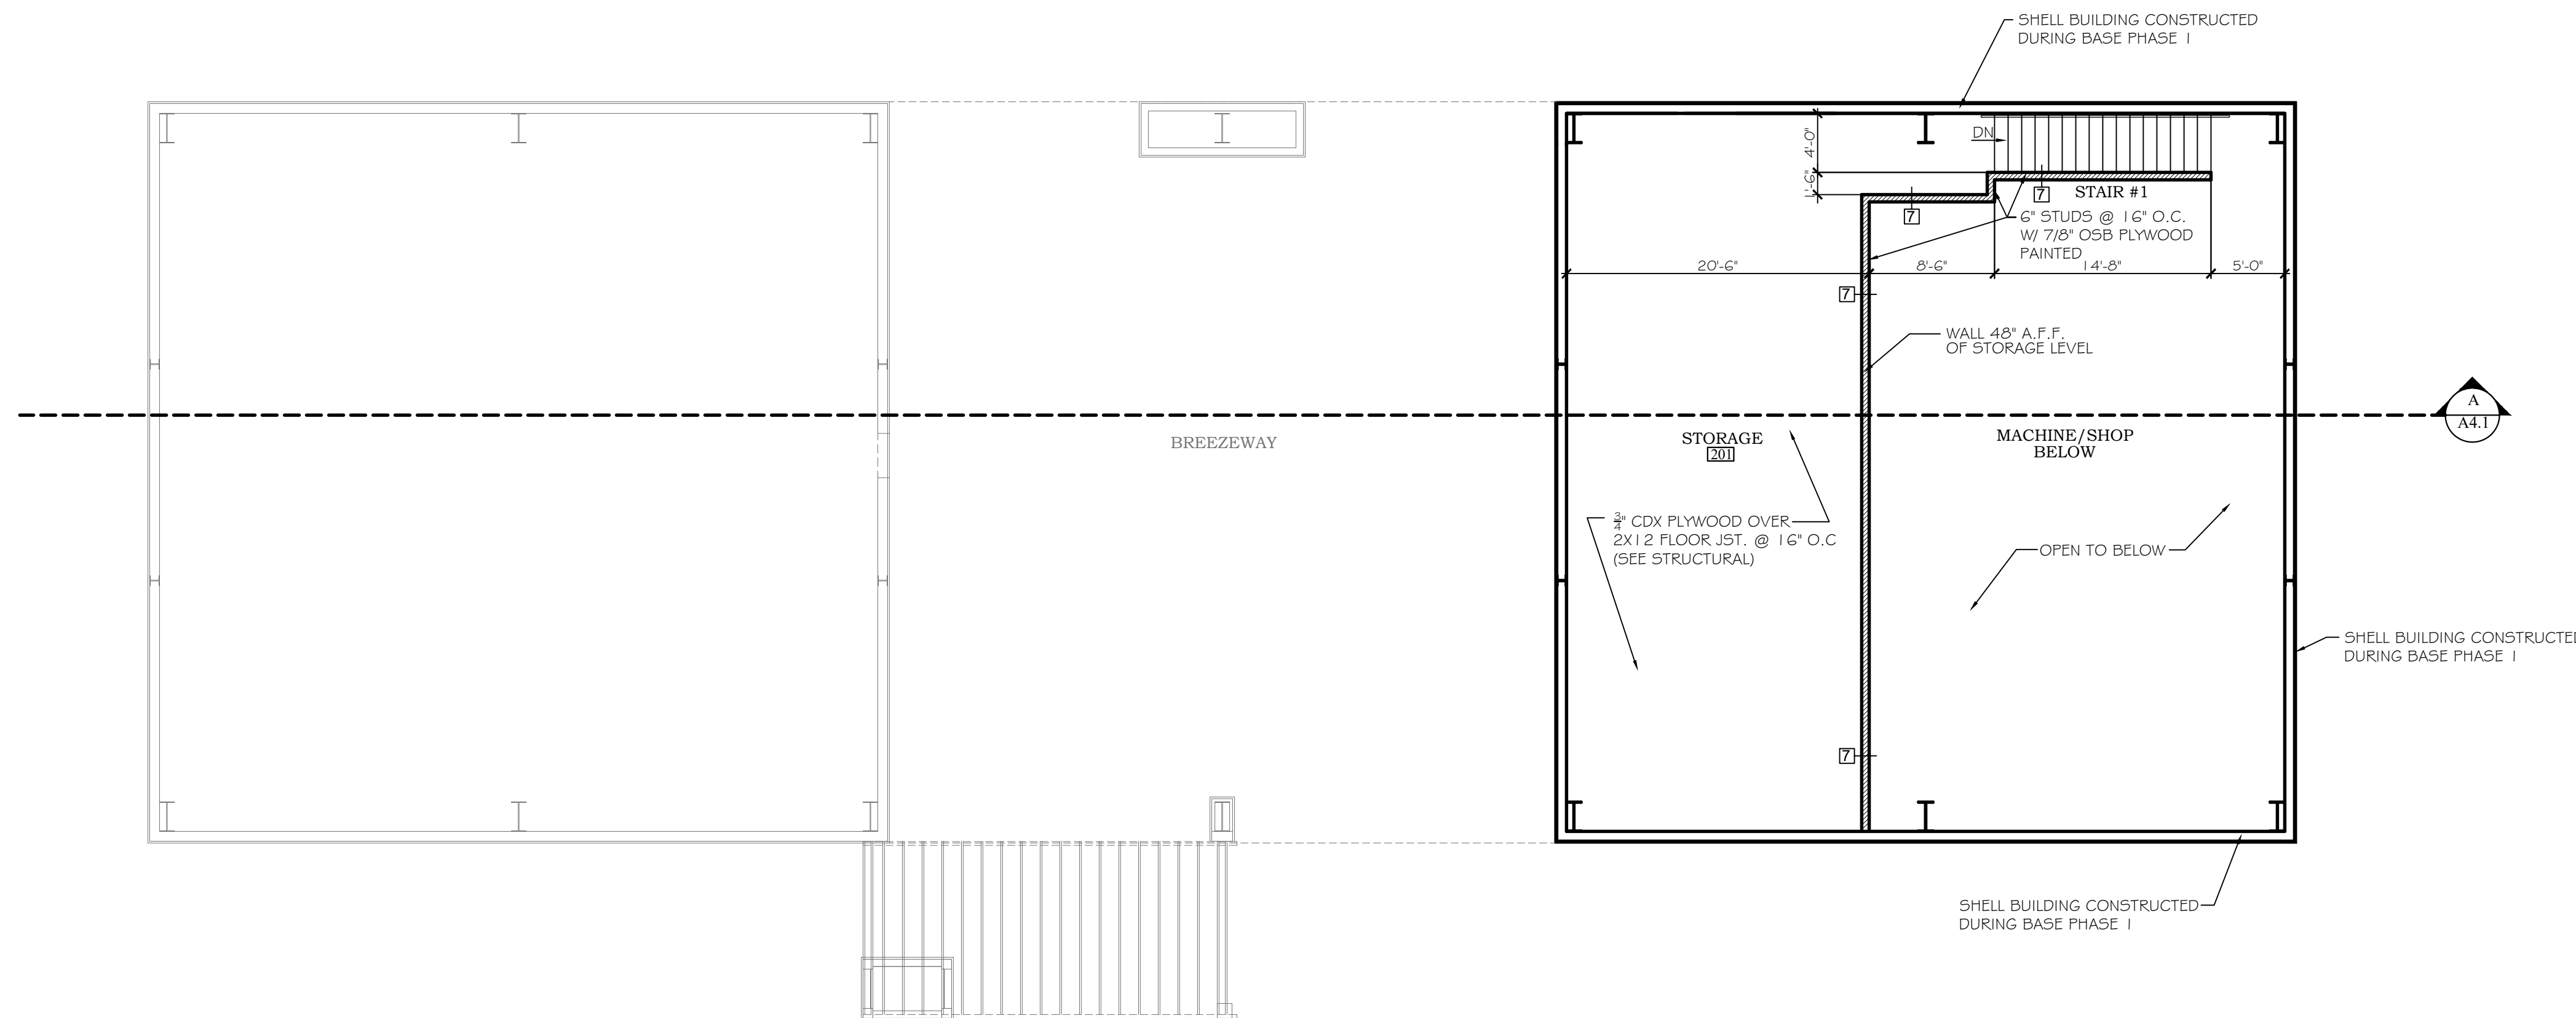 SHELL BUILDING CONSTRUCTED
DURING BASE PHASE 1
DN
4'-0"
1'-6"
7
STAIR #1
7
6" STUDS @ 16" O.C.
W/ 7/8" OSB PLYWOOD
PAINTED
20'-6"
8'-6"
14'-8"
5'-0"
7
WALL 48" A.F.F.
OF STORAGE LEVEL
A
A4.1
BREEZEWAY
STORAGE
201
MACHINE/SHOP
BELOW
3/4" CDX PLYWOOD OVER
2X12 FLOOR JST. @ 16" O.C
(SEE STRUCTURAL)
OPEN TO BELOW
SHELL BUILDING CONSTRUCTED
DURING BASE PHASE 1
7
SHELL BUILDING CONSTRUCTED
DURING BASE PHASE 1